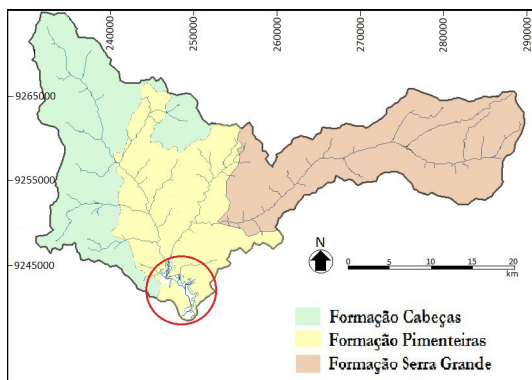 240000
250000
260000
270000
280000
290000
9265000
9255000
9245000
N
0 5 10 15 20
km
Formação Cabeças
Formação Pimenteiras
Formação Serra Grande